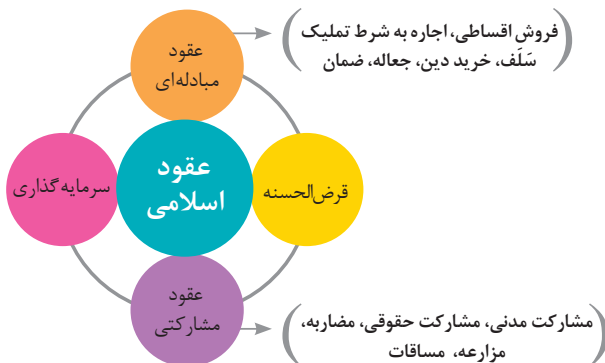 عقود
مبادله‌ای
(فروش اقساطی، اجاره به شرط تملیک
سَلَف، خرید دین، جعاله، ضمان)
قرض‌الحسنه
عقود
اسلامی
سرمایه‌گذاری
عقود
مشارکتی
(مشارکت مدنی، مشارکت حقوقی، مضاربه،
مزارعه، مساقات)